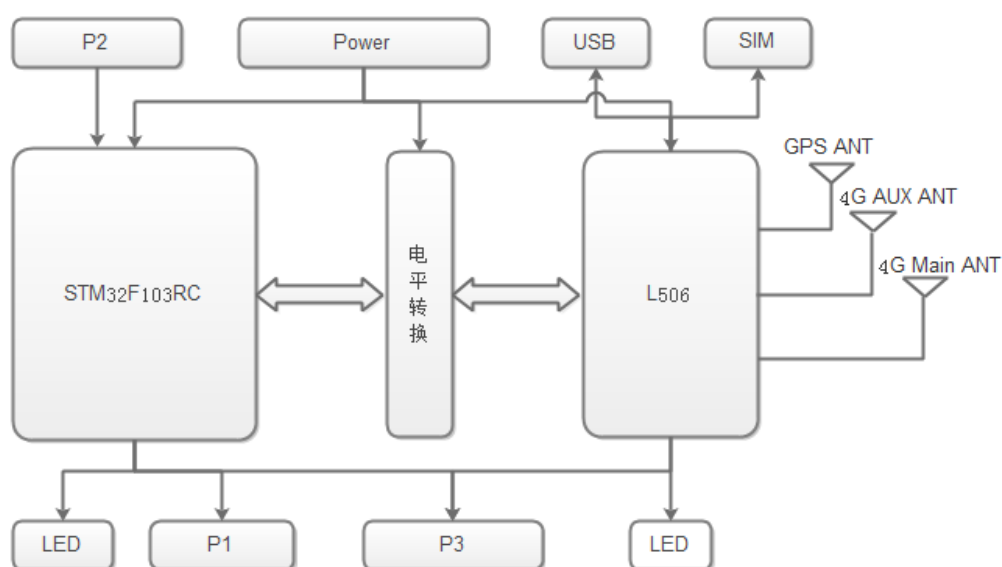 P2
Power
USB
SIM
GPS ANT
4G AUX ANT
4G Main ANT
STM32F103RC
电
平
转
换
L506
LED
P1
P3
LED